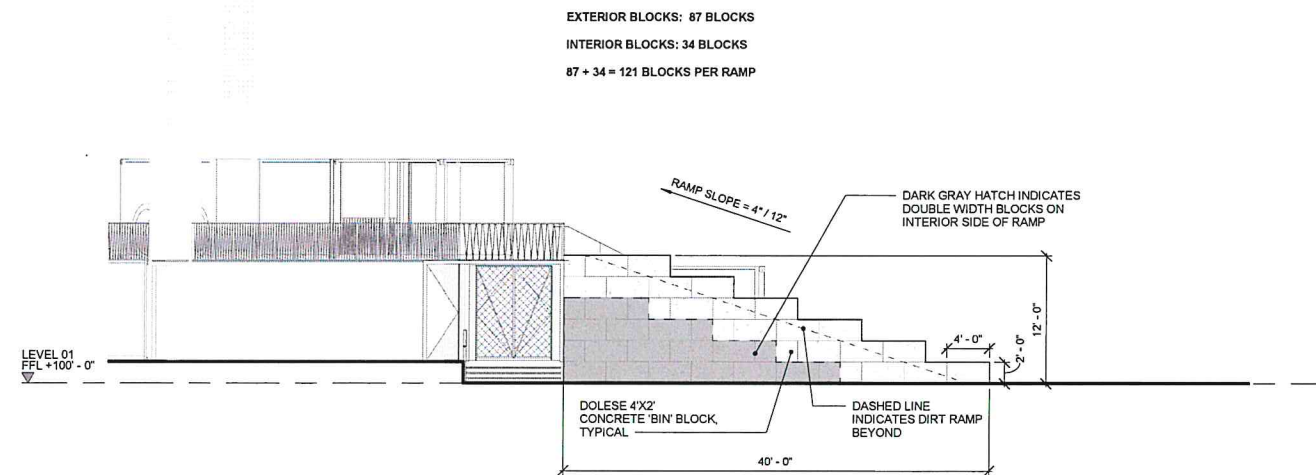 EXTERIOR BLOCKS: 87 BLOCKS
INTERIOR BLOCKS: 34 BLOCKS
87 + 34 = 121 BLOCKS PER RAMP
RAMP SLOPE = 4" / 12"
DARK GRAY HATCH INDICATES
DOUBLE WIDTH BLOCKS ON
INTERIOR SIDE OF RAMP
12' - 0"
4' - 0"
2' - 0"
LEVEL 01
FFL +100' - 0"
DOLESE 4'X2'
CONCRETE 'BIN' BLOCK,
TYPICAL
DASHED LINE
INDICATES DIRT RAMP
BEYOND
40' - 0"